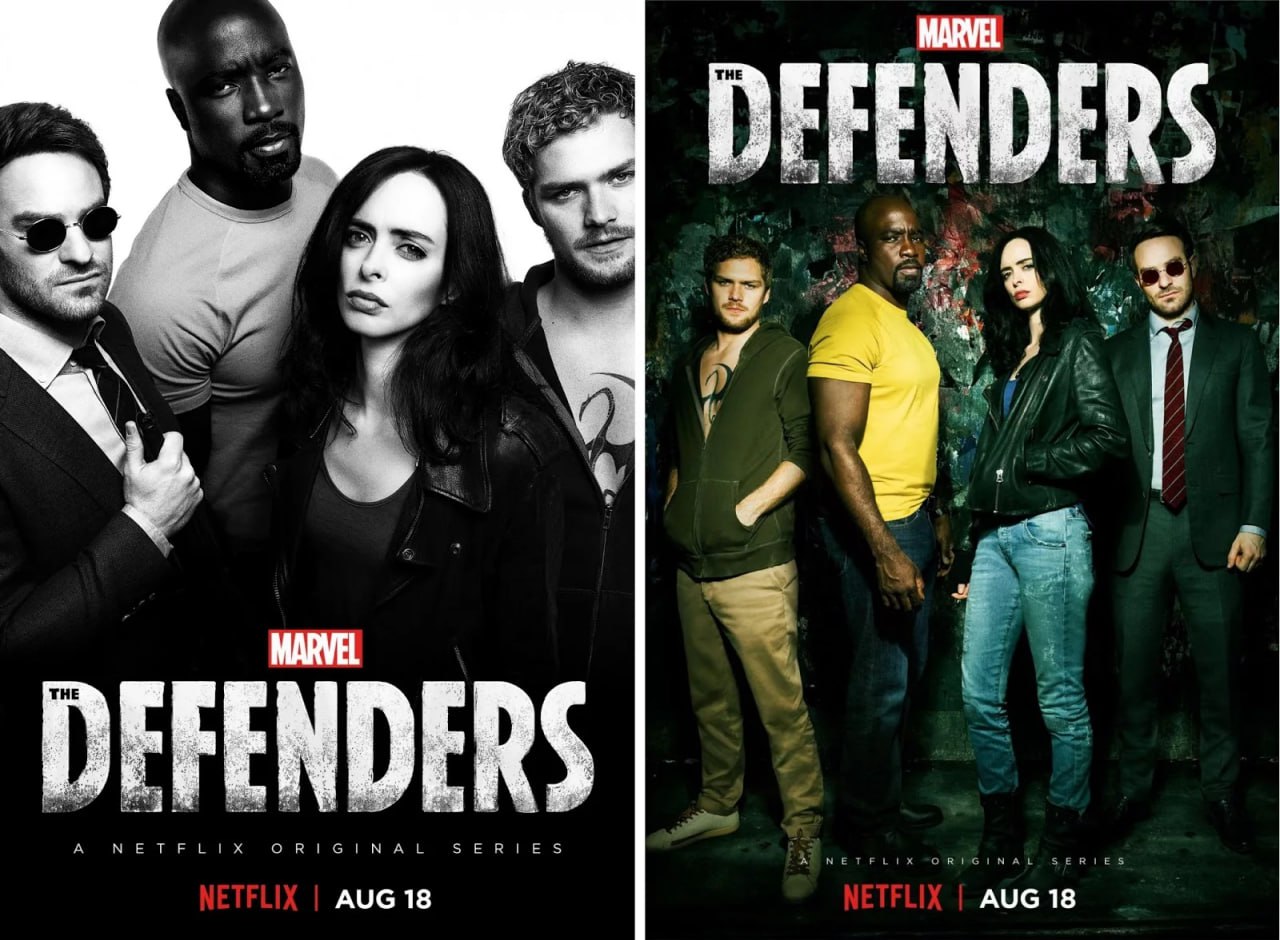 MARVEL
THE
DEFENDERS
A NETFLIX ORIGINAL SERIES
NETFLIX | AUG 18
MARVEL
THE
DEFENDERS
A NETFLIX ORIGINAL SERIES
NETFLIX | AUG 18